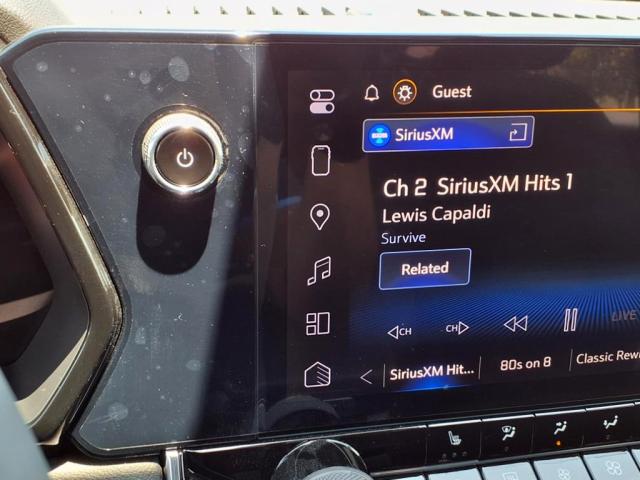 Guest
SiriusXM
Ch 2 SiriusXM Hits 1
Lewis Capaldi
Survive
Related
CH
CH
LIVE
SiriusXM Hit...
80s on 8
Classic Rew